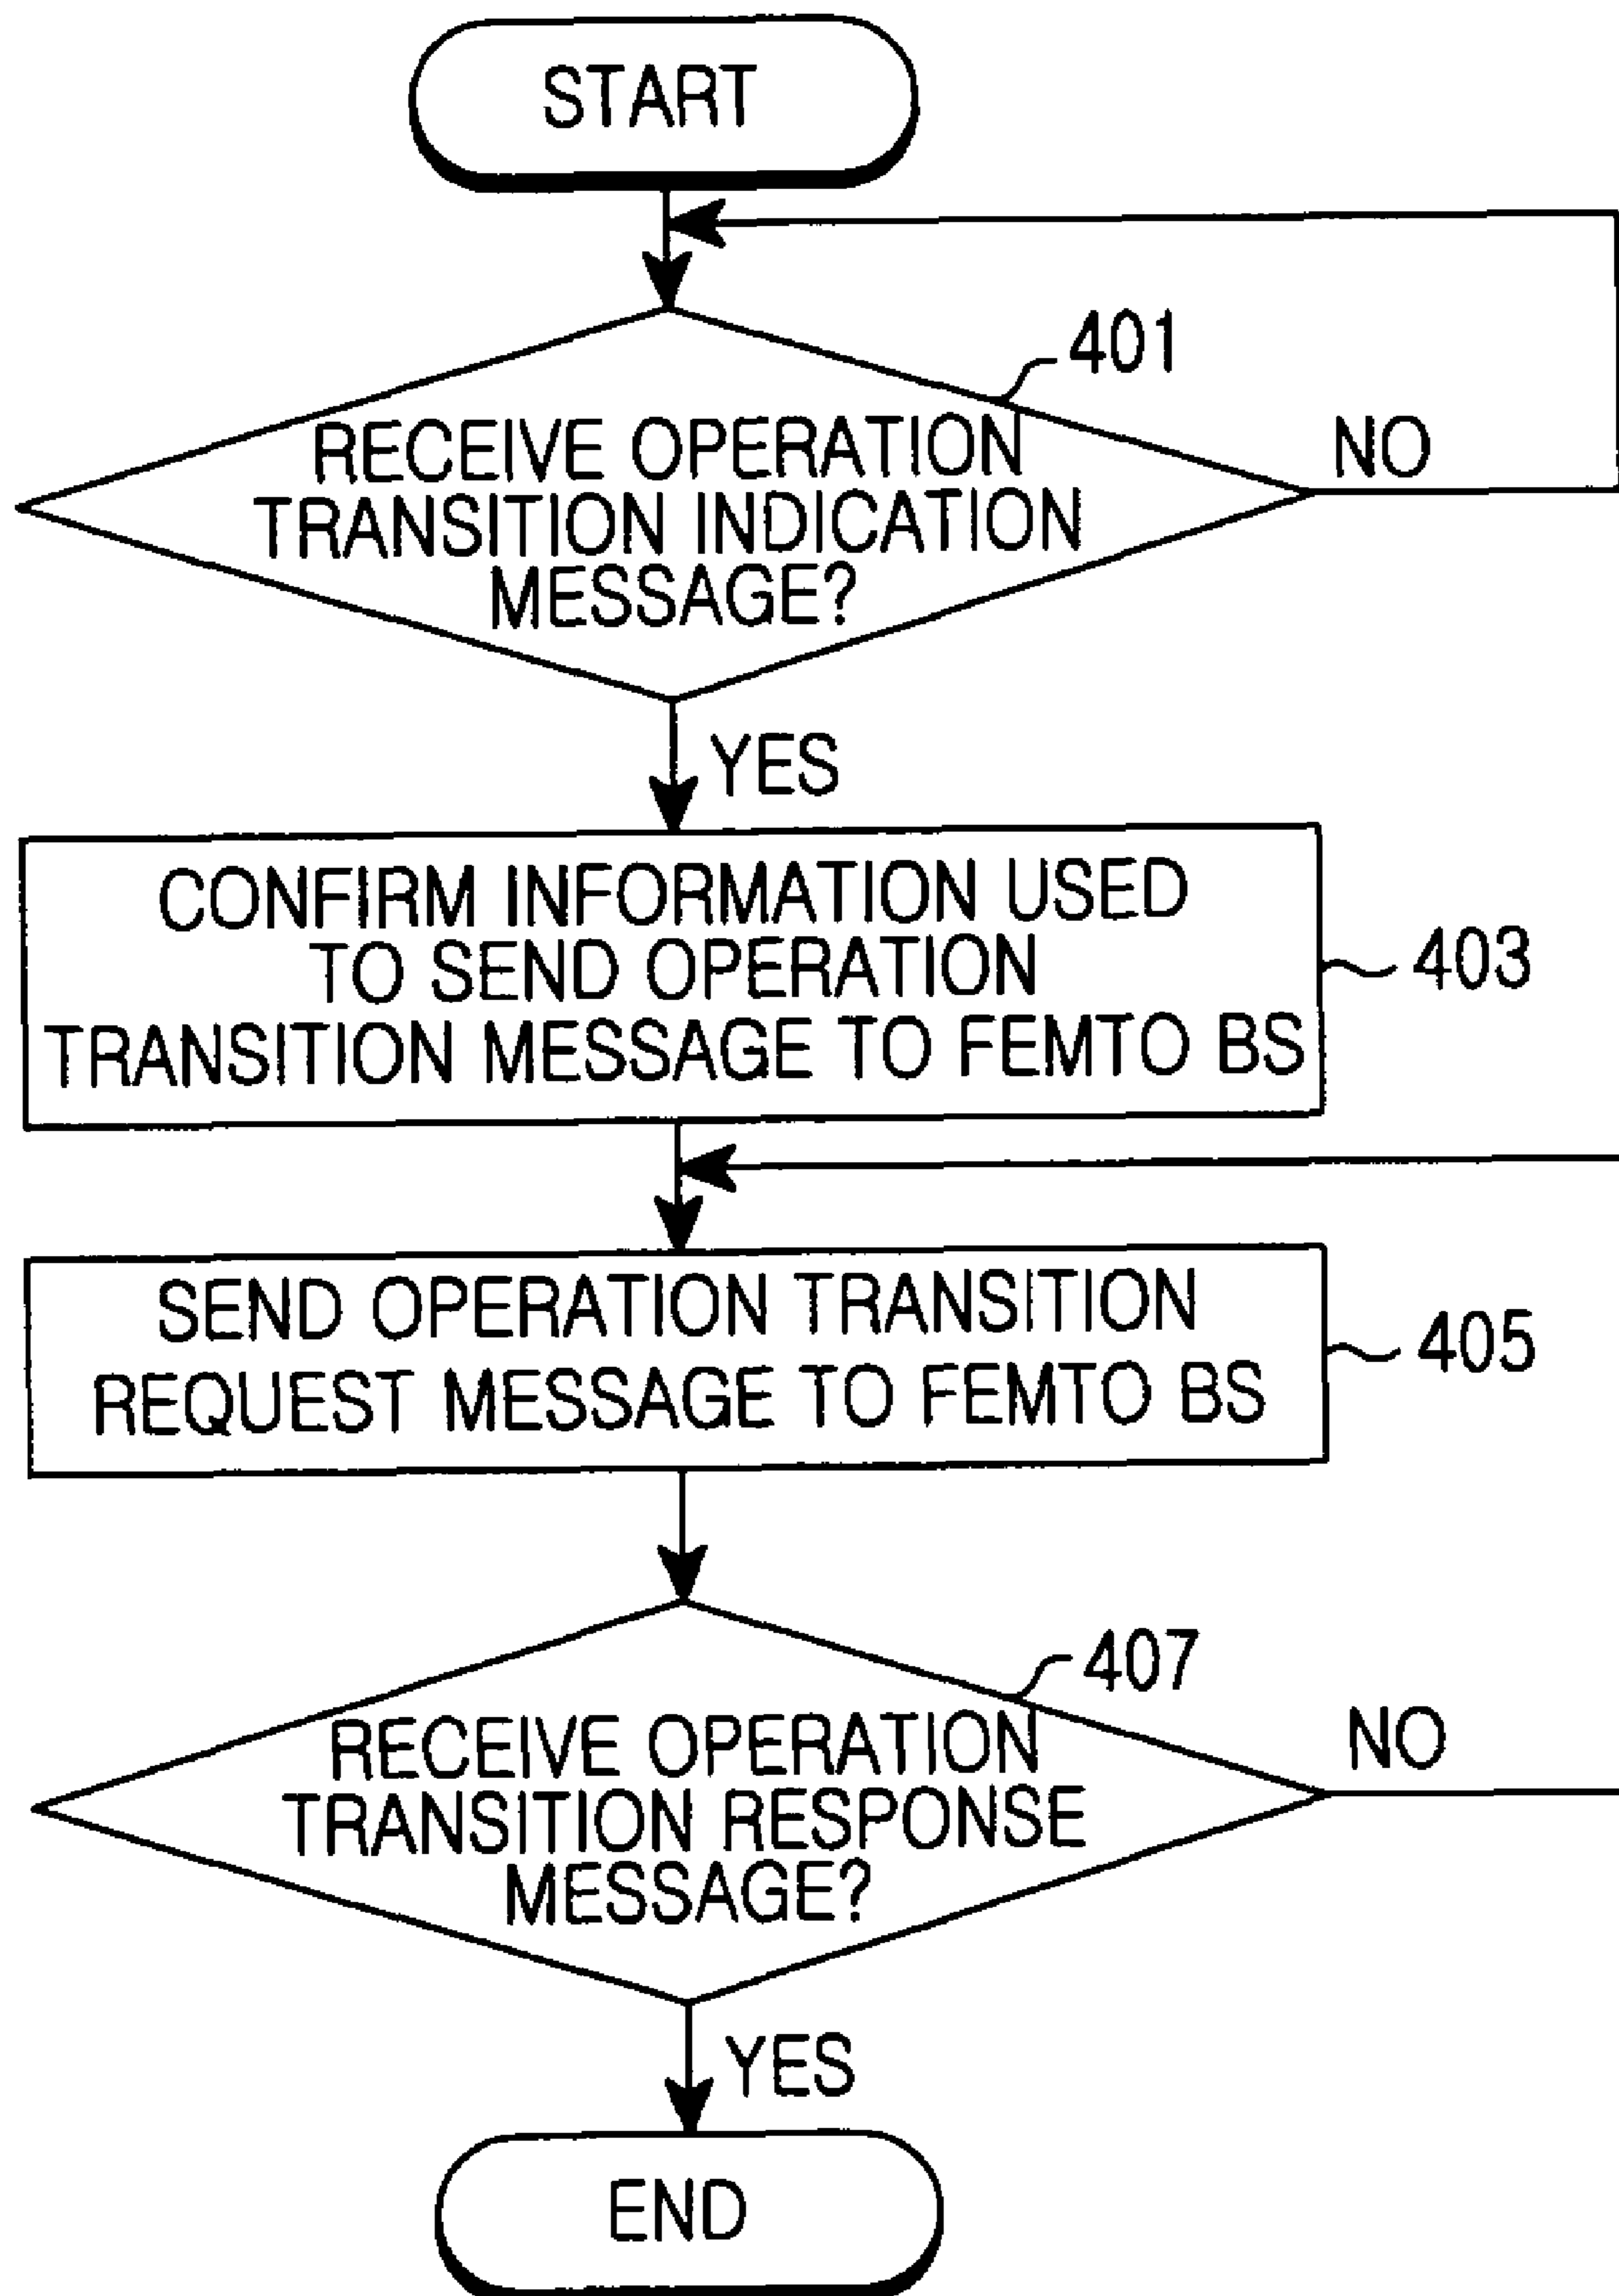 START
401
RECEIVE OPERATION
TRANSITION INDICATION
MESSAGE?
NO
YES
CONFIRM INFORMATION USED
TO SEND OPERATION
TRANSITION MESSAGE TO FEMTO BS
403
SEND OPERATION TRANSITION
REQUEST MESSAGE TO FEMTO BS
405
407
RECEIVE OPERATION
TRANSITION RESPONSE
MESSAGE?
NO
YES
END